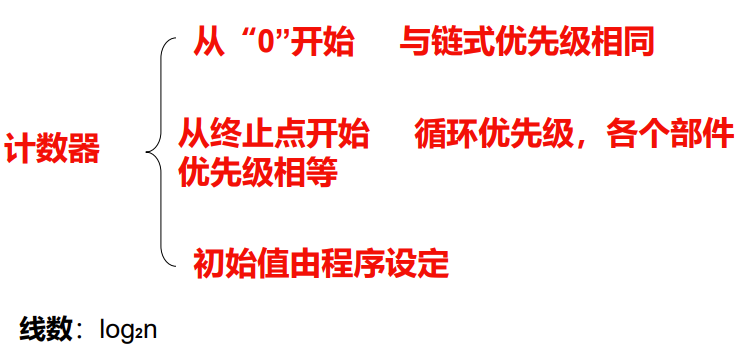 从“0”开始 与链式优先级相同
计数器
从终止点开始 循环优先级，各个部件
优先级相等
初始值由程序设定
线数：log₂n